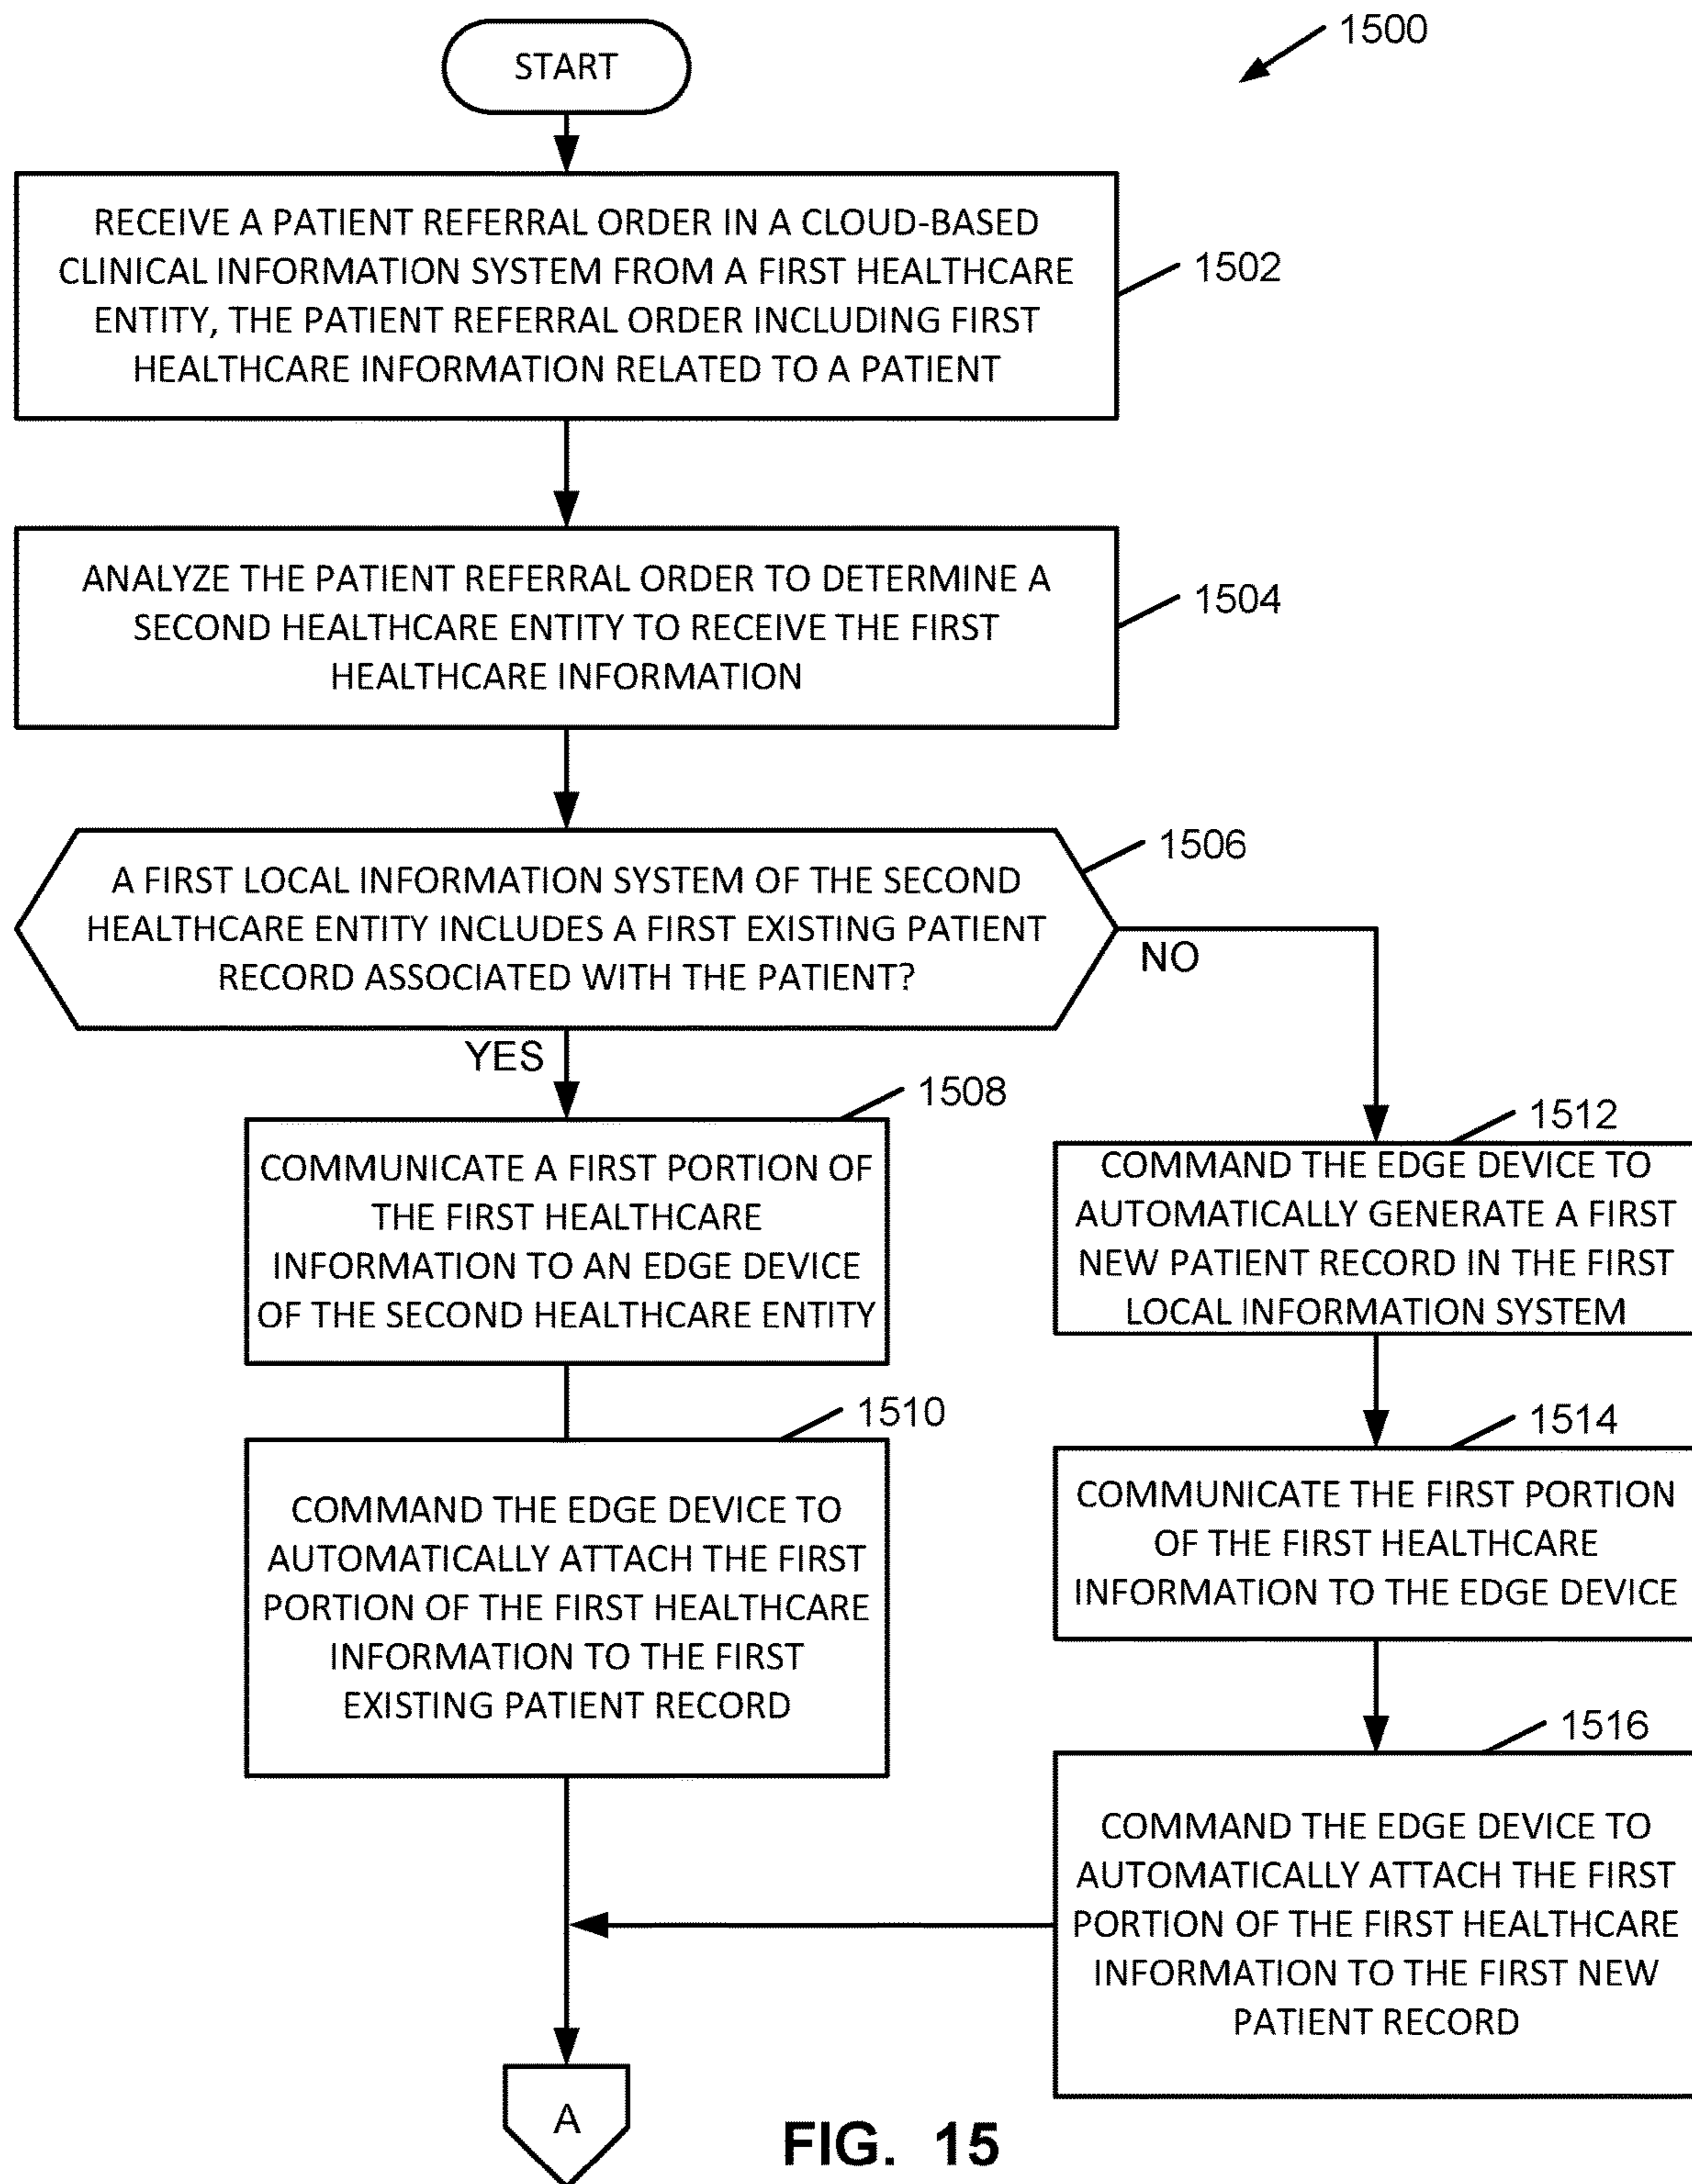 1500
START
RECEIVE A PATIENT REFERRAL ORDER IN A CLOUD-BASED
CLINICAL INFORMATION SYSTEM FROM A FIRST HEALTHCARE
ENTITY, THE PATIENT REFERRAL ORDER INCLUDING FIRST
HEALTHCARE INFORMATION RELATED TO A PATIENT
1502
ANALYZE THE PATIENT REFERRAL ORDER TO DETERMINE A
SECOND HEALTHCARE ENTITY TO RECEIVE THE FIRST
HEALTHCARE INFORMATION
1504
A FIRST LOCAL INFORMATION SYSTEM OF THE SECOND
HEALTHCARE ENTITY INCLUDES A FIRST EXISTING PATIENT
RECORD ASSOCIATED WITH THE PATIENT?
1506
NO
YES
1508
COMMUNICATE A FIRST PORTION OF
THE FIRST HEALTHCARE
INFORMATION TO AN EDGE DEVICE
OF THE SECOND HEALTHCARE ENTITY
1510
COMMAND THE EDGE DEVICE TO
AUTOMATICALLY ATTACH THE FIRST
PORTION OF THE FIRST HEALTHCARE
INFORMATION TO THE FIRST
EXISTING PATIENT RECORD
1512
COMMAND THE EDGE DEVICE TO
AUTOMATICALLY GENERATE A FIRST
NEW PATIENT RECORD IN THE FIRST
LOCAL INFORMATION SYSTEM
1514
COMMUNICATE THE FIRST PORTION
OF THE FIRST HEALTHCARE
INFORMATION TO THE EDGE DEVICE
1516
COMMAND THE EDGE DEVICE TO
AUTOMATICALLY ATTACH THE FIRST
PORTION OF THE FIRST HEALTHCARE
INFORMATION TO THE FIRST NEW
PATIENT RECORD
A
FIG. 15